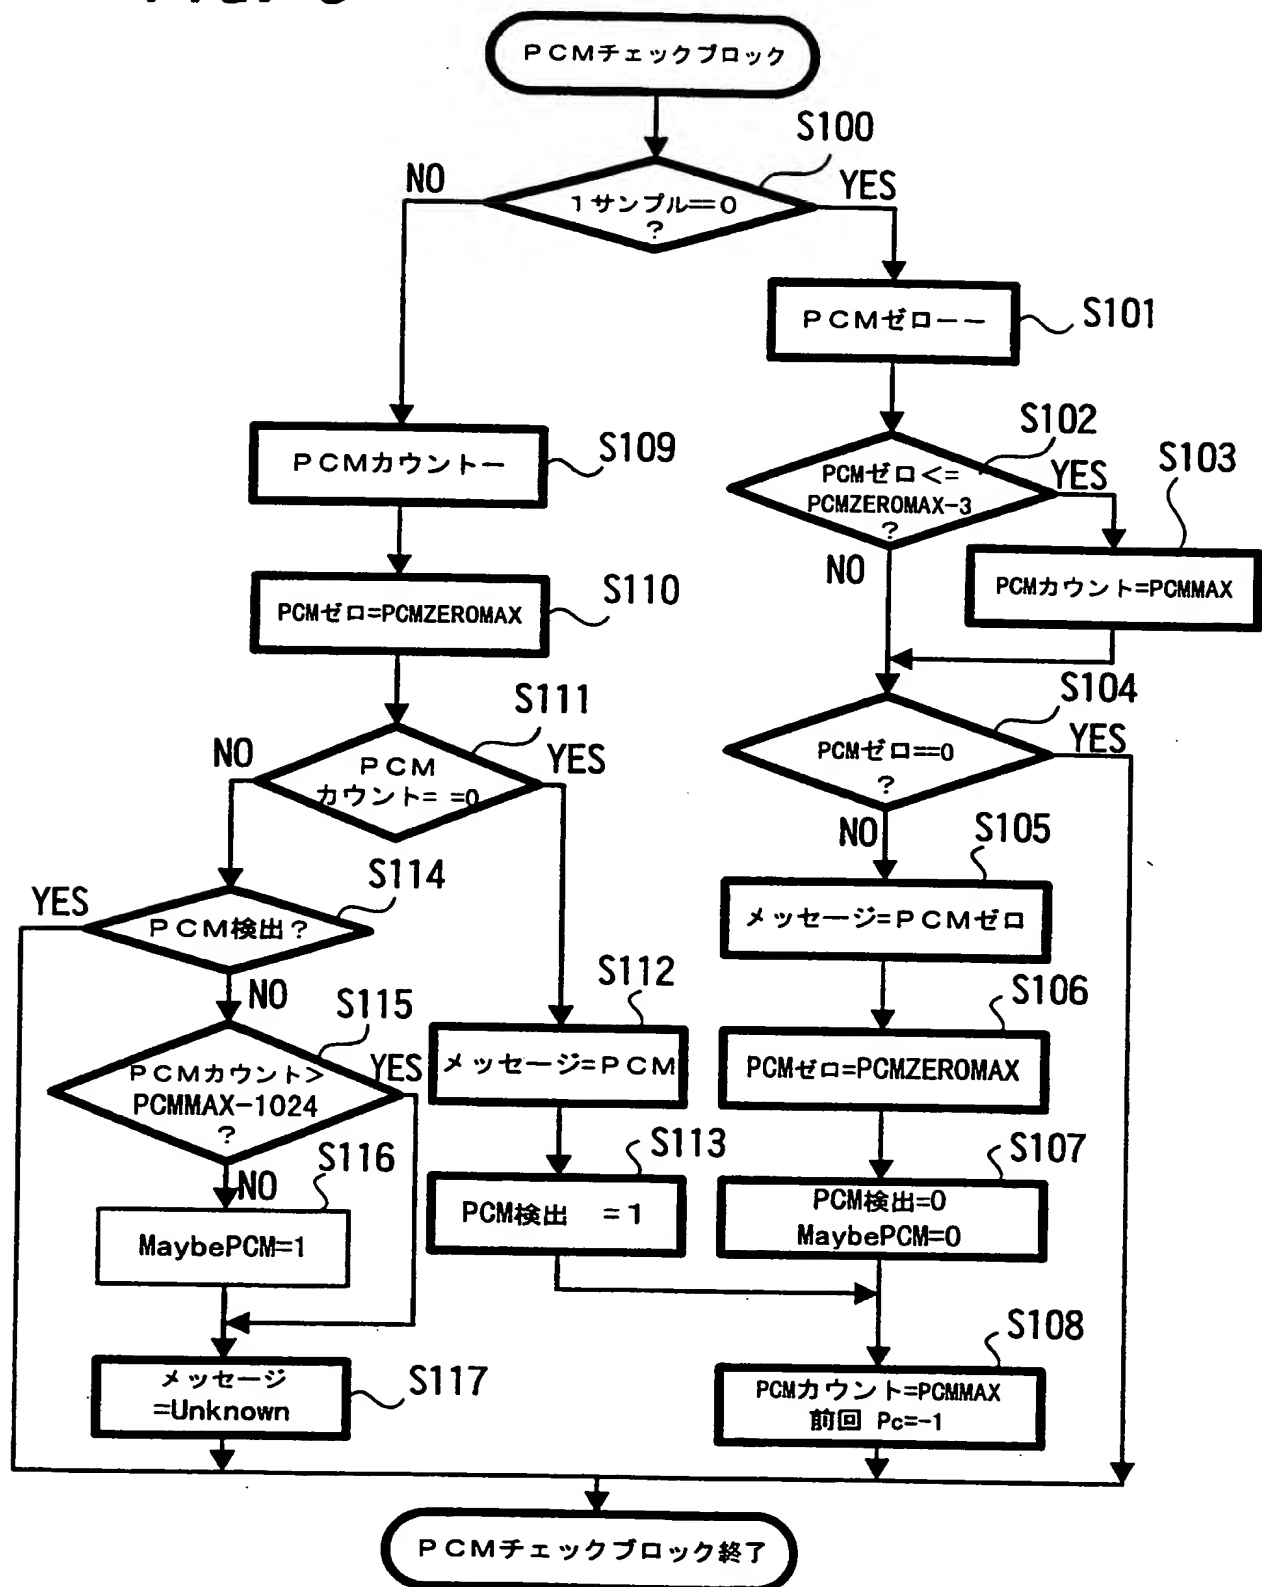 PCMチェックブロック
S100
NO
YES
1サンプル==0
?
PCMゼロ--
S101
S102
PCMゼロ<=
PCMZEROMAX-3
?
YES
NO
S103
PCMカウント=PCMMAX
PCMカウント-
S109
PCMゼロ=PCMZEROMAX
S110
S111
NO
YES
PCM
カウント= =0
S104
PCMゼロ==0
?
YES
NO
S105
メッセージ=PCMゼロ
S106
PCMゼロ=PCMZEROMAX
S107
PCM検出=0
MaybePCM=0
S108
PCMカウント=PCMMAX
前回 Pc=-1
S114
YES
PCM検出?
NO
S115
PCMカウント>
PCMMAX-1024
?
YES
NO
S116
MaybePCM=1
S117
メッセージ
=Unknown
S112
メッセージ=PCM
S113
PCM検出 =1
PCMチェックブロック終了